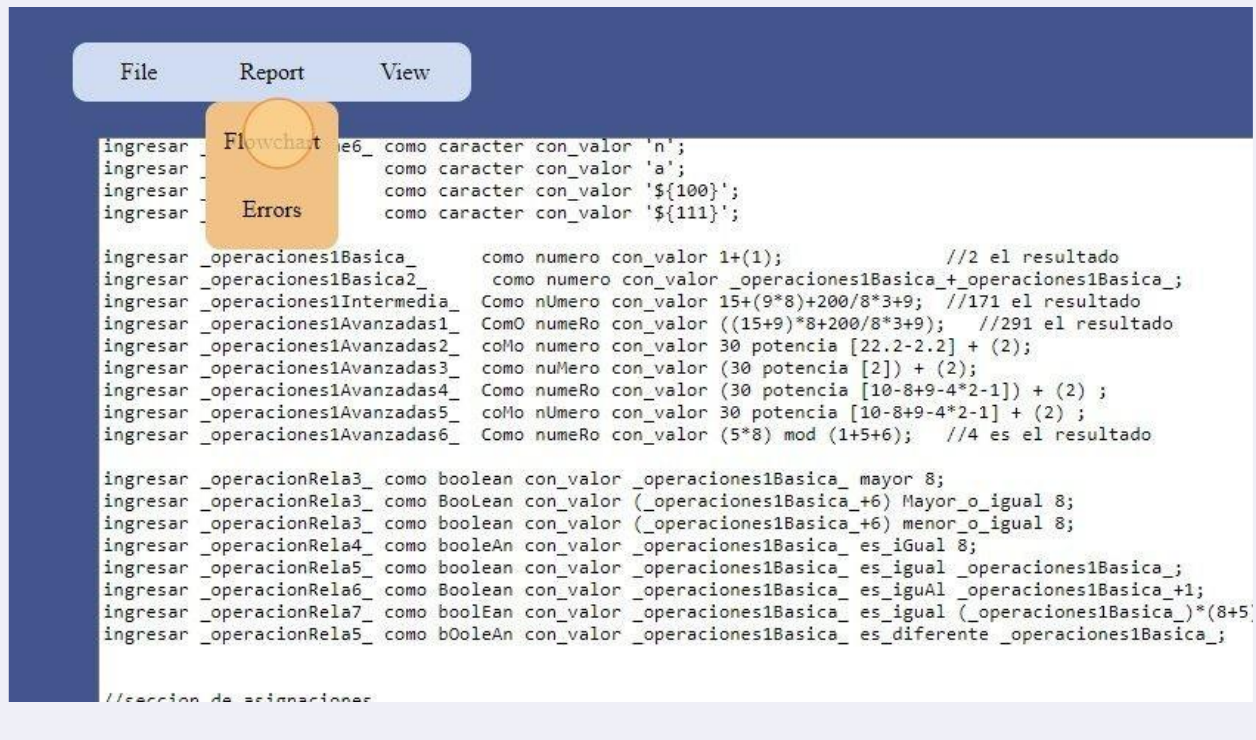 File Report View
Flowchart
Errors
ingresar _ ne6_ como caracter con_valor 'n';
ingresar _ como caracter con_valor 'a';
ingresar _ como caracter con_valor '${100}';
ingresar _ como caracter con_valor '${111}';
ingresar _operaciones1Basica_ como numero con_valor 1+(1); //2 el resultado
ingresar _operaciones1Basica2_ como numero con_valor _operaciones1Basica_+_operaciones1Basica_;
ingresar _operaciones1Intermedia_ Como nUmero con_valor 15+(9*8)+200/8*3+9; //171 el resultado
ingresar _operaciones1Avanzadas1_ ComO numeRo con_valor ((15+9)*8+200/8*3+9); //291 el resultado
ingresar _operaciones1Avanzadas2_ coMo numero con_valor 30 potencia [22.2-2.2] + (2);
ingresar _operaciones1Avanzadas3_ como nuMero con_valor (30 potencia [2]) + (2);
ingresar _operaciones1Avanzadas4_ Como numeRo con_valor (30 potencia [10-8+9-4*2-1]) + (2) ;
ingresar _operaciones1Avanzadas5_ coMo nUmero con_valor 30 potencia [10-8+9-4*2-1] + (2) ;
ingresar _operaciones1Avanzadas6_ Como numeRo con_valor (5*8) mod (1+5+6); //4 es el resultado
ingresar _operacionRela3_ como boolean con_valor _operaciones1Basica_ mayor 8;
ingresar _operacionRela3_ como BooLean con_valor (_operaciones1Basica_+6) Mayor_o_igual 8;
ingresar _operacionRela3_ como boolean con_valor (_operaciones1Basica_+6) menor_o_igual 8;
ingresar _operacionRela4_ como booleAn con_valor _operaciones1Basica_ es_iGual 8;
ingresar _operacionRela5_ como boolean con_valor _operaciones1Basica_ es_igual _operaciones1Basica_;
ingresar _operacionRela6_ como Boolean con_valor _operaciones1Basica_ es_iguAl _operaciones1Basica_+1;
ingresar _operacionRela7_ como boolEan con_valor _operaciones1Basica_ es_igual (_operaciones1Basica_)*(8+5)
ingresar _operacionRela5_ como bOoleAn con_valor _operaciones1Basica_ es_diferente _operaciones1Basica_;
//seccion de asignaciones